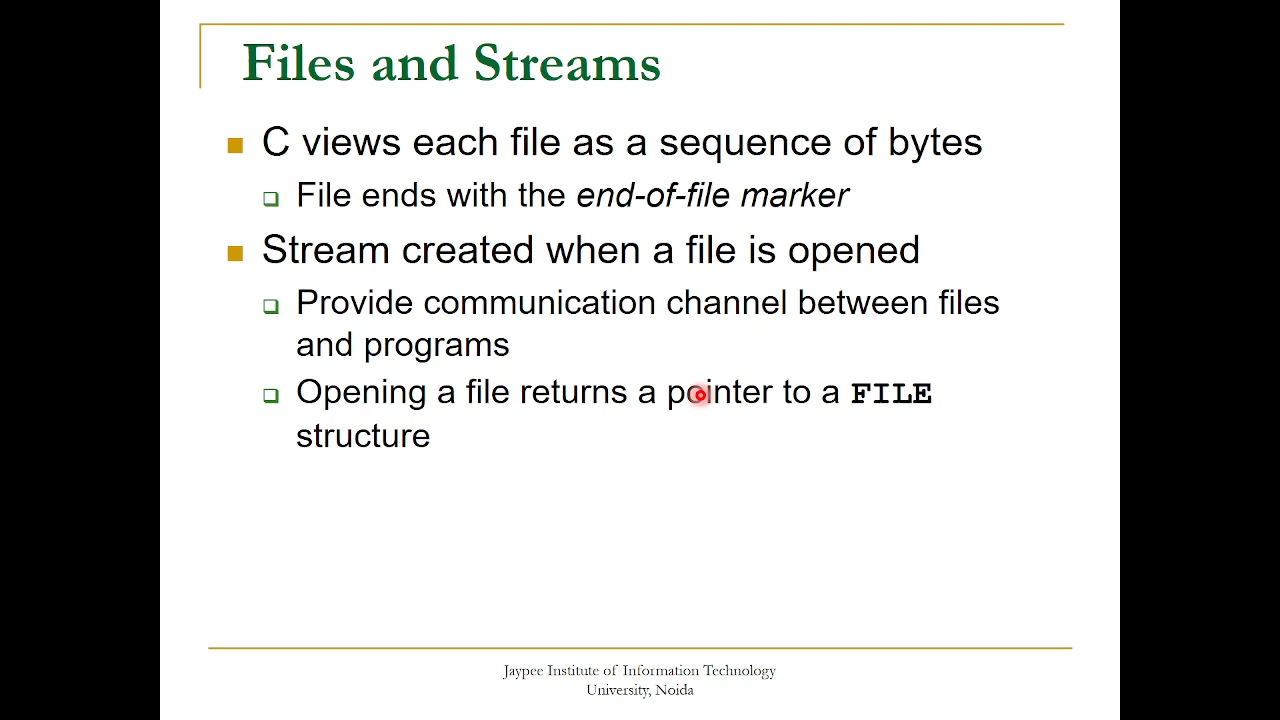 Files and Streams
C views each file as a sequence of bytes
File ends with the end-of-file marker
Stream created when a file is opened
Provide communication channel between files
and programs
Opening a file returns a pointer to a FILE
structure
Jaypee Institute of Information Technology
University, Noida